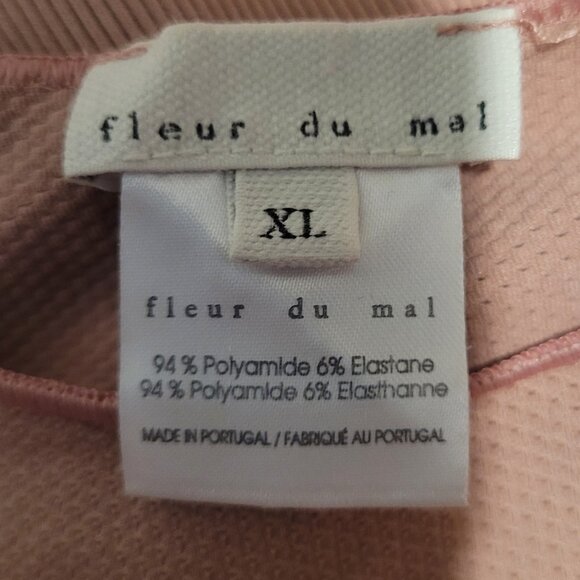 fleur du mal
XL
fleur du mal
94 % Polyamide 6% Elastane
94 % Polyamide 6% Elasthanne
MADE IN PORTUGAL / FABRIQUÉ AU PORTUGAL